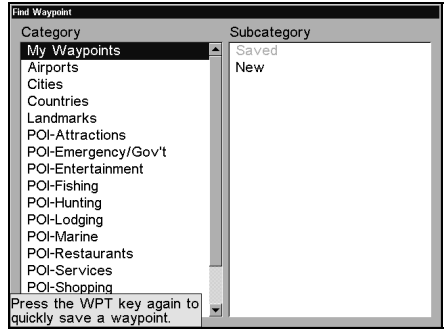 Find Waypoint
Category
Subcategory
My Waypoints
Airports
Cities
Countries
Landmarks
POI-Attractions
POI-Emergency/Gov't
POI-Entertainment
POI-Fishing
POI-Hunting
POI-Lodging
POI-Marine
POI-Restaurants
POI-Services
POI-Shopping
Saved
New
Press the WPT key again to
quickly save a waypoint.